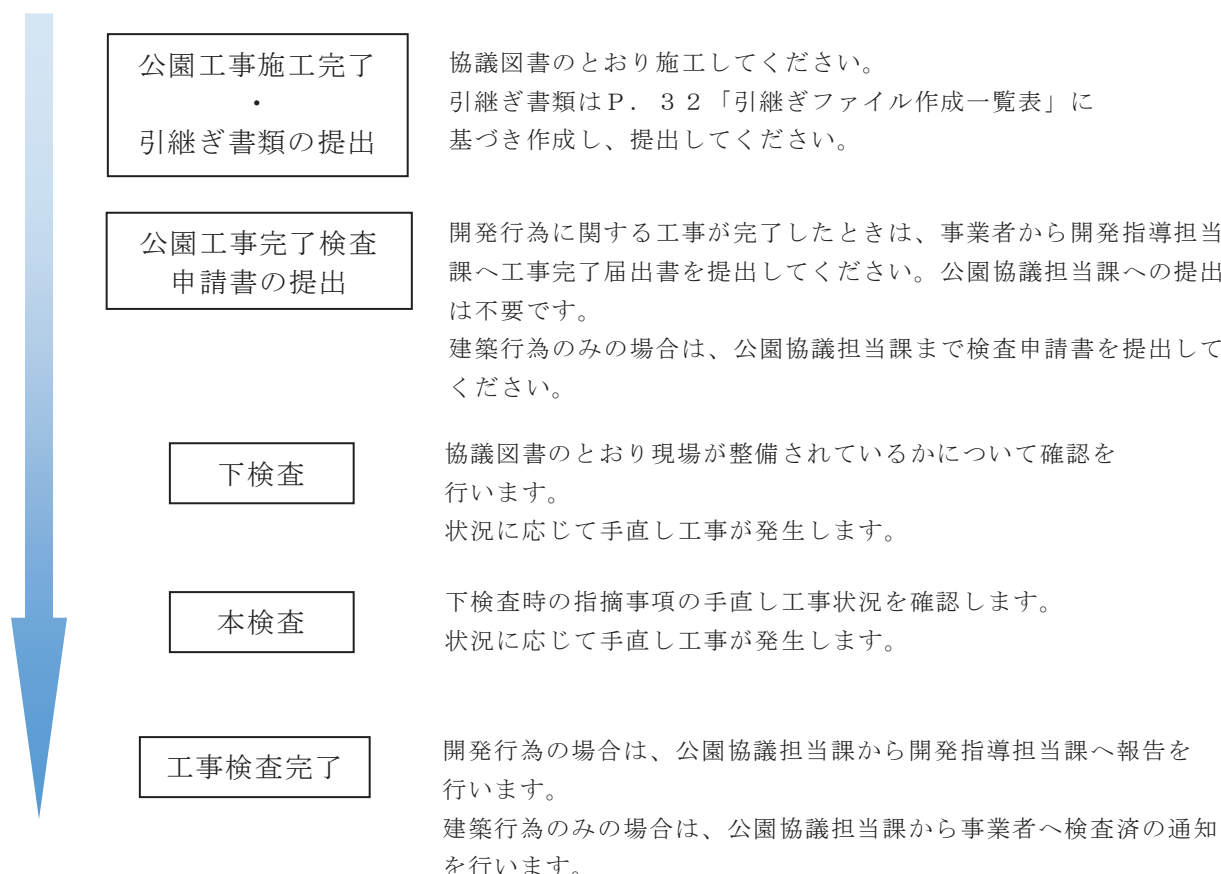 公園工事施工完了
・
引継ぎ書類の提出
協議図書のとおり施工してください。
引継ぎ書類はＰ．３２「引継ぎファイル作成一覧表」に
基づき作成し、提出してください。
公園工事完了検査
申請書の提出
開発行為に関する工事が完了したときは、事業者から開発指導担当
課へ工事完了届出書を提出してください。公園協議担当課への提出
は不要です。
建築行為のみの場合は、公園協議担当課まで検査申請書を提出して
ください。
下検査
協議図書のとおり現場が整備されているかについて確認を
行います。
状況に応じて手直し工事が発生します。
本検査
下検査時の指摘事項の手直し工事状況を確認します。
状況に応じて手直し工事が発生します。
工事検査完了
開発行為の場合は、公園協議担当課から開発指導担当課へ報告を
行います。
建築行為のみの場合は、公園協議担当課から事業者へ検査済の通知
を行います。